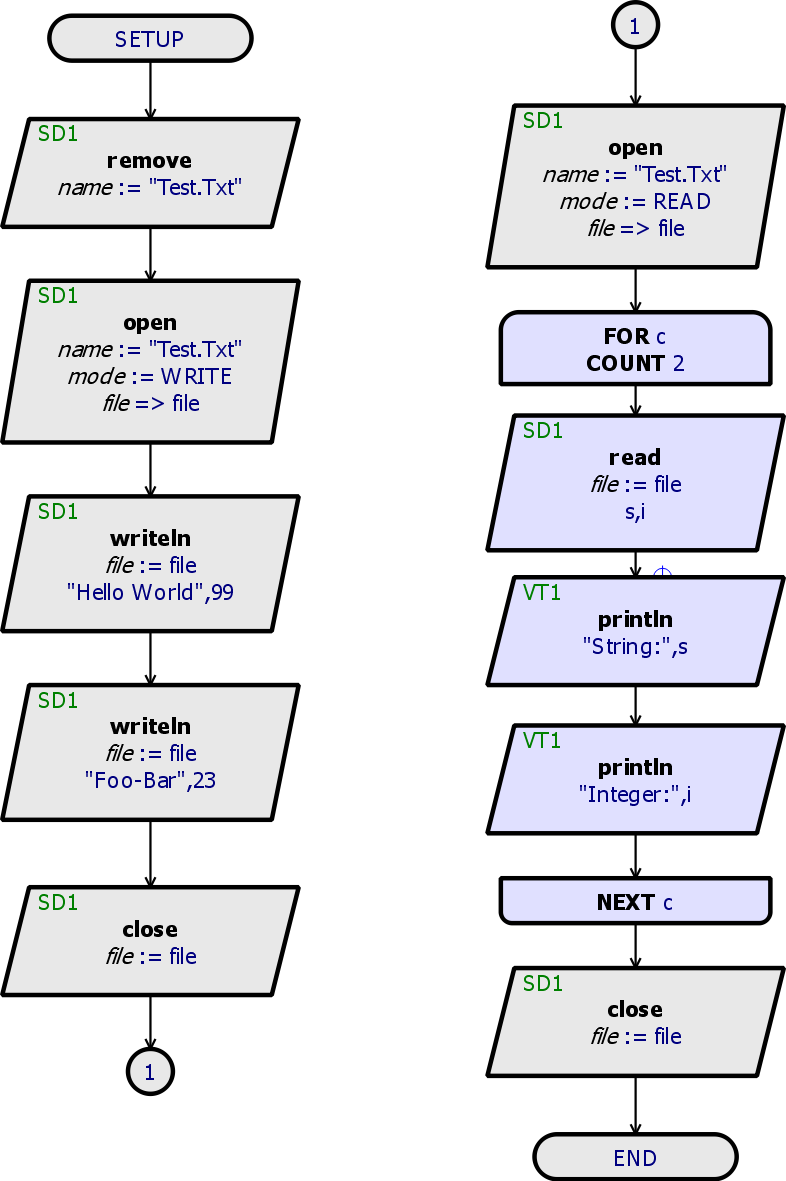 SETUP
SD1
remove
name := "Test.Txt"
SD1
open
name := "Test.Txt"
mode := WRITE
file => file
SD1
writeln
file := file
"Hello World",99
SD1
writeln
file := file
"Foo-Bar",23
SD1
close
file := file
1
1
SD1
open
name := "Test.Txt"
mode := READ
file => file
FOR c
COUNT 2
SD1
read
file := file
s,i
VT1
println
"String:",s
VT1
println
"Integer:",i
NEXT c
SD1
close
file := file
END